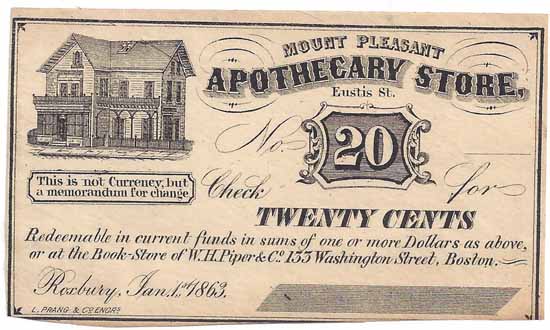 MOUNT PLEASANT
APOTHECARY STORE,
Eustis St.
No. 20
This is not Currency, but
a memorandum for change
Check for
TWENTY CENTS
Redeemable in current funds in sums of one or more Dollars as above,
or at the Book-Store of W.H. Piper & Co 133 Washington Street, Boston.
Roxbury, Jan. 1st 1863.
L. PRANG & CO ENGRS